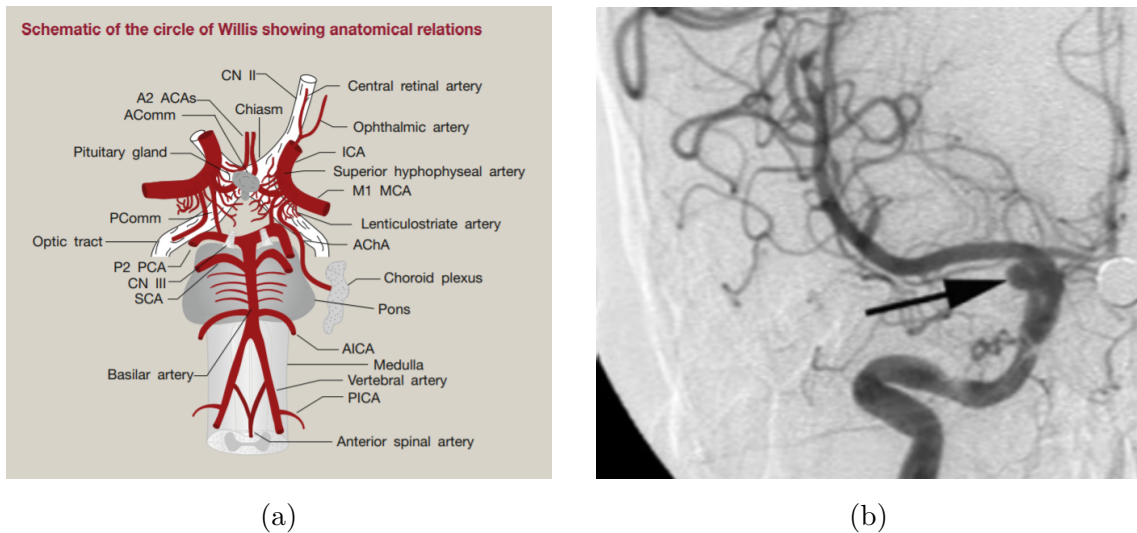 Schematic of the circle of Willis showing anatomical relations
CN II
Central retinal artery
A2 ACAs
Chiasm
AComm
Ophthalmic artery
Pituitary gland
ICA
Superior hyphophyseal artery
M1 MCA
PComm
Lenticulostriate artery
Optic tract
AChA
P2 PCA
Choroid plexus
CN III
SCA
Pons
AICA
Medulla
Basilar artery
Vertebral artery
PICA
Anterior spinal artery
(a)
(b)